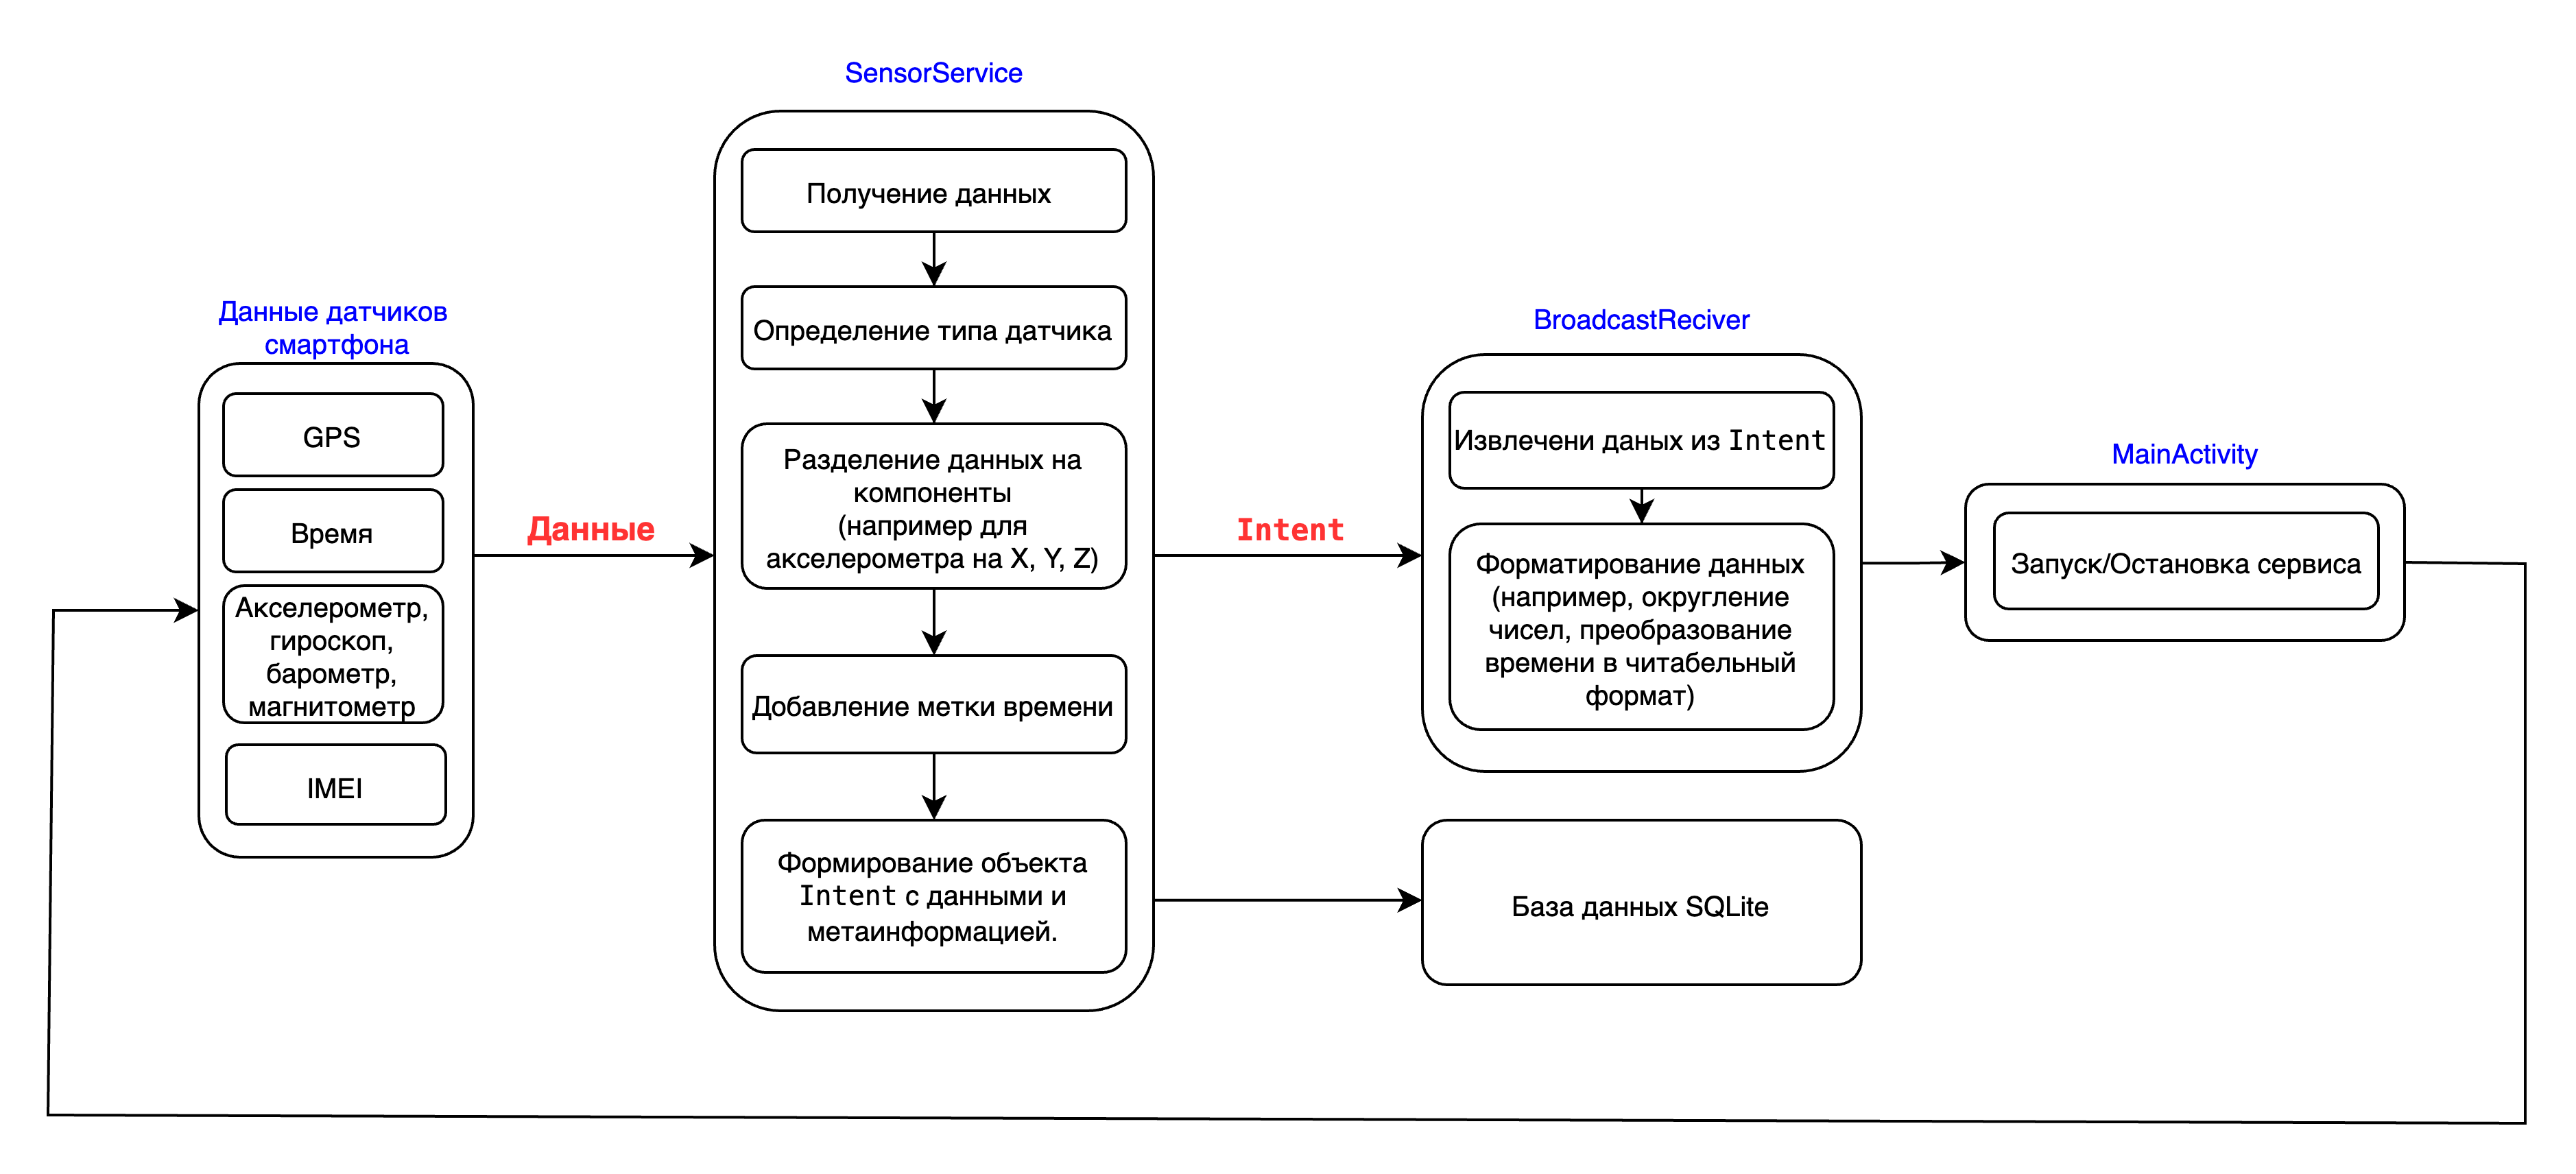 SensorService
Получение данных
Определение типа датчика
Разделение данных на
компоненты
(например для
акселерометра на X, Y, Z)
Добавление метки времени
Формирование объекта
Intent с данными и
метаинформацией.
Данные датчиков
смартфона
GPS
Время
Акселерометр,
гироскоп,
барометр,
магнитометр
IMEI
Данные
Intent
BroadcastReciver
Извлечени даных из Intent
Форматирование данных
(например, округление
чисел, преобразование
времени в читабельный
формат)
База данных SQLite
MainActivity
Запуск/Остановка сервиса